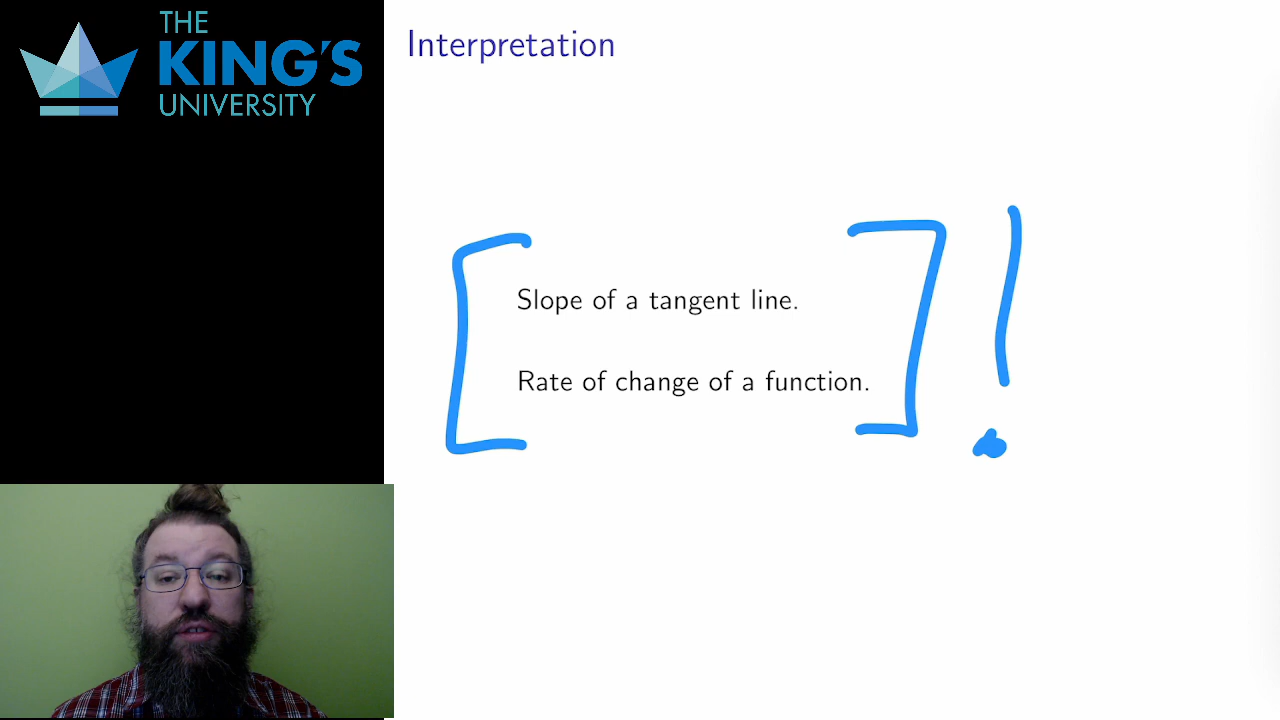 THE
KING'S
UNIVERSITY
Interpretation
Slope of a tangent line.
Rate of change of a function.
!